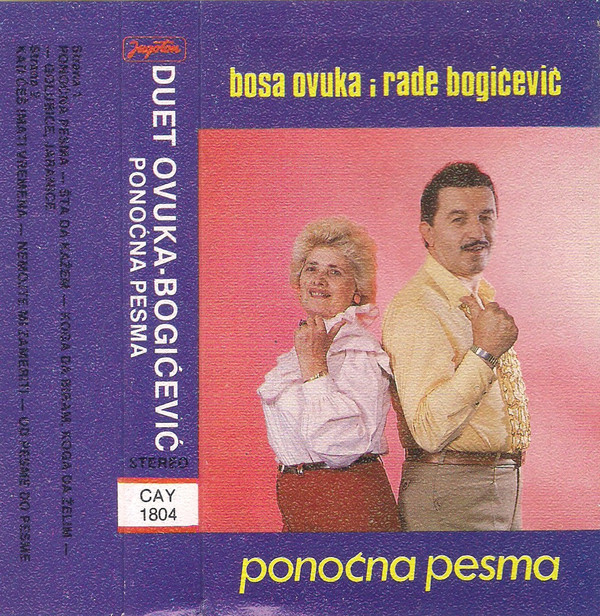 Strana 1
PONOĆNA PESMA — ŠTA DA KAŽEM — KOGA DA BIRAM, KOGA DA ŽELIM —
— GOLUBICE, JARANICE
Strana 2
KAD ĆEŠ IMATI VREMENA — NEMOJTE MI ZAMERITI — PESME DO PESME
Jugoton
DUET OVUKA-BOGIĆEVIĆ
PONOĆNA PESMA
STEREO
CAY
1804
bosa ovuka i rade bogićević
ponoćna pesma